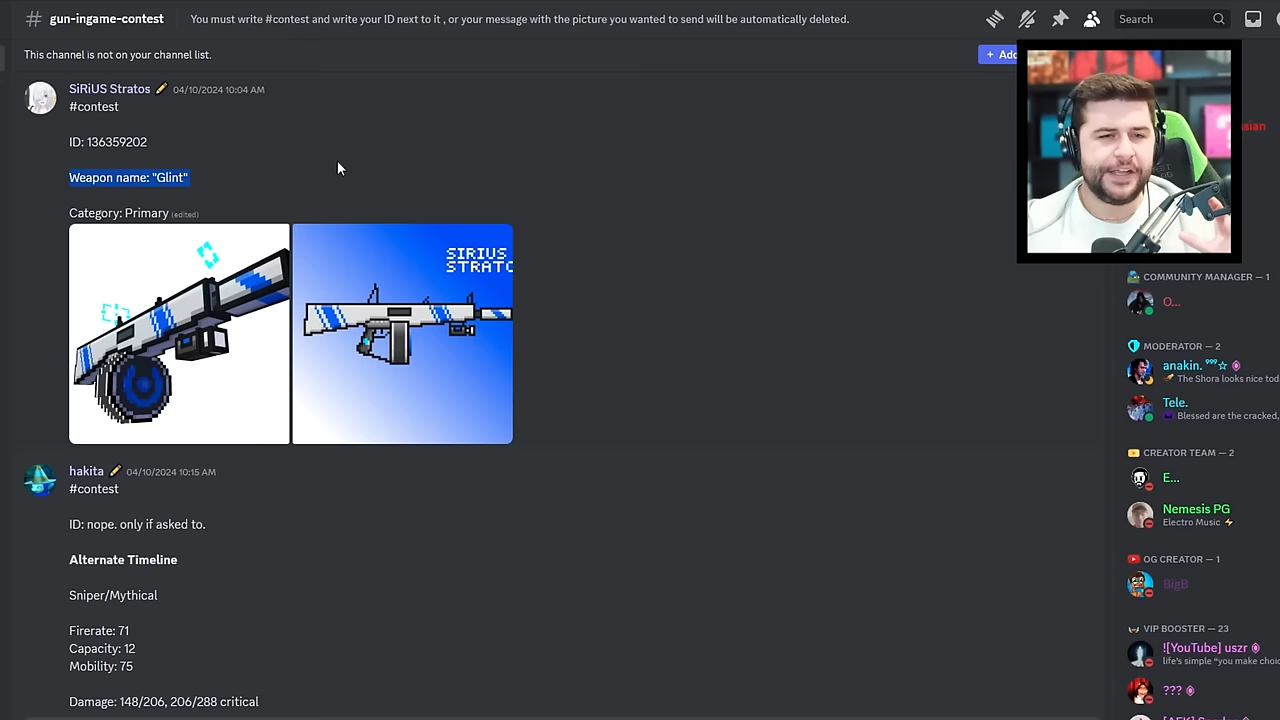 # gun-ingame-contest
You must write #contest and write your ID next to it , or your message with the picture you wanted to send will be automatically deleted.
Search
This channel is not on your channel list.
+ Add
SiRiUS Stratos 04/10/2024 10:04 AM
#contest
ID: 136359202
Weapon name: "Glint"
Category: Primary (edited)
SIRIUS
hakita 04/10/2024 10:15 AM
#contest
ID: nope. only if asked to.
Alternate Timeline
Sniper/Mythical
Firerate: 71
Capacity: 12
Mobility: 75
Damage: 148/206, 206/288 critical
COMMUNITY MANAGER — 1
O...
MODERATOR — 2
anakin. ⁹⁹⁹☆
The Shora looks nice tod
Tele.
Blessed are the cracked,
CREATOR TEAM — 2
E...
Nemesis PG
Electro Music ⚡
OG CREATOR — 1
BigB
VIP BOOSTER — 23
![YouTube] uszr
life's simple "you make choic
???